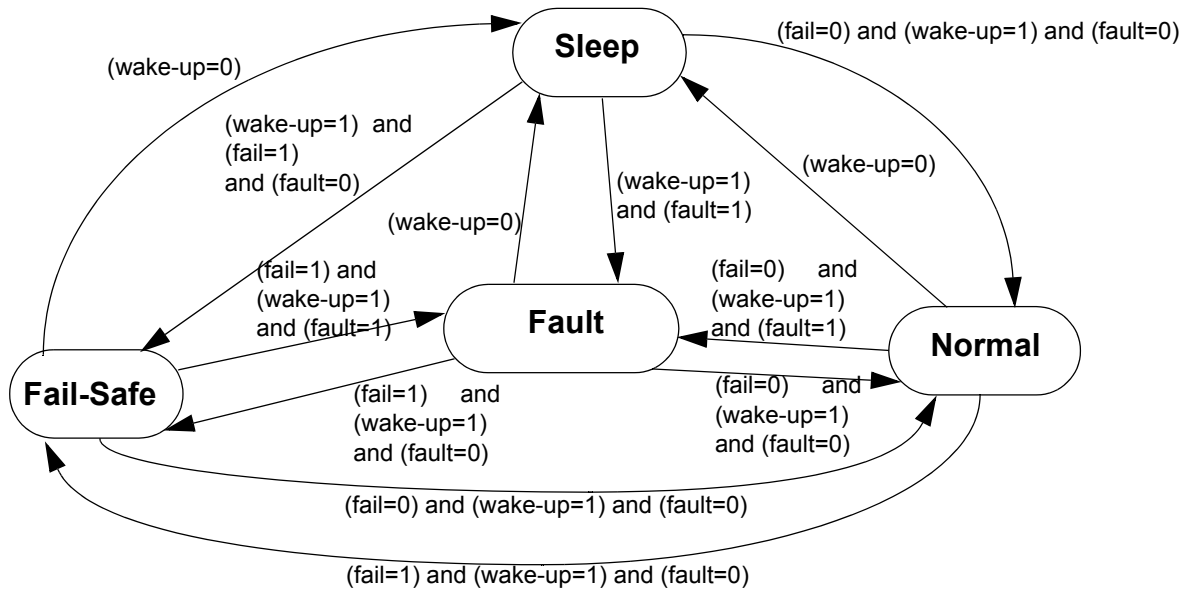 Sleep
(fail=0) and (wake-up=1) and (fault=0)
(wake-up=0)
(wake-up=1) and
(fail=1)
and (fault=0)
(wake-up=0)
(wake-up=1)
and (fault=1)
(wake-up=0)
(fail=1) and
(wake-up=1)
and (fault=1)
(fail=0) and
(wake-up=1)
and (fault=1)
Fault
Normal
Fail-Safe
(fail=1) and
(wake-up=1)
and (fault=0)
(fail=0) and
(wake-up=1)
and (fault=0)
(fail=0) and (wake-up=1) and (fault=0)
(fail=1) and (wake-up=1) and (fault=0)